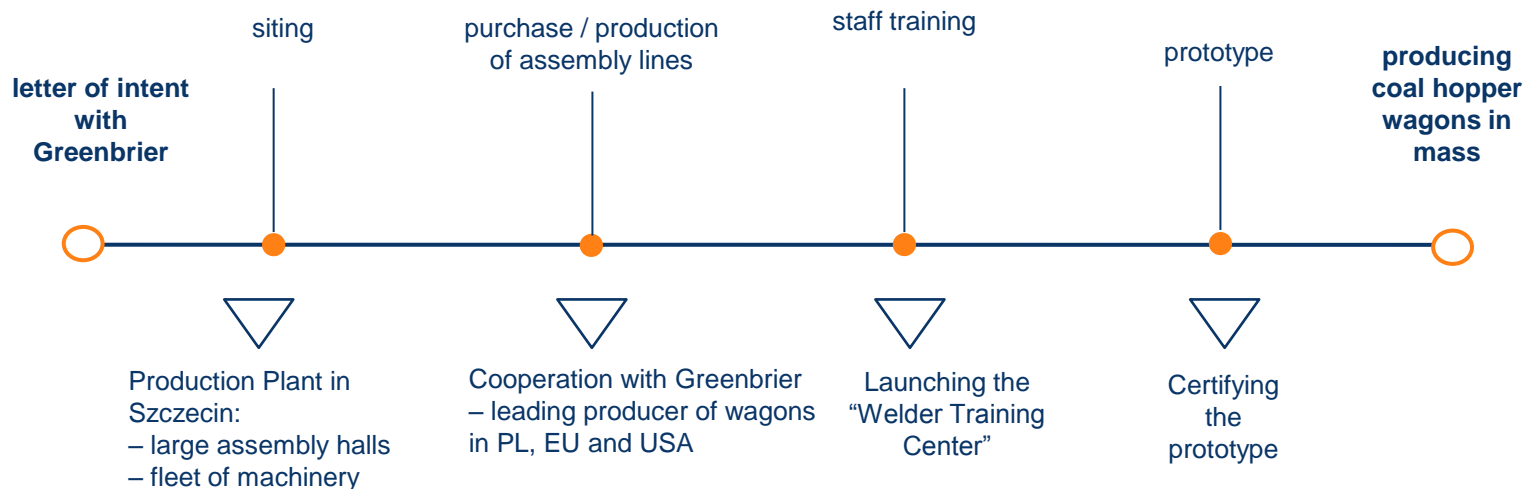 siting
purchase / production
of assembly lines
staff training
prototype
letter of intent
with
Greenbrier
producing
coal hopper
wagons in
mass
Production Plant in
Szczecin:
– large assembly halls
– fleet of machinery
Cooperation with Greenbrier
– leading producer of wagons
in PL, EU and USA
Launching the
“Welder Training
Center”
Certifying
the
prototype